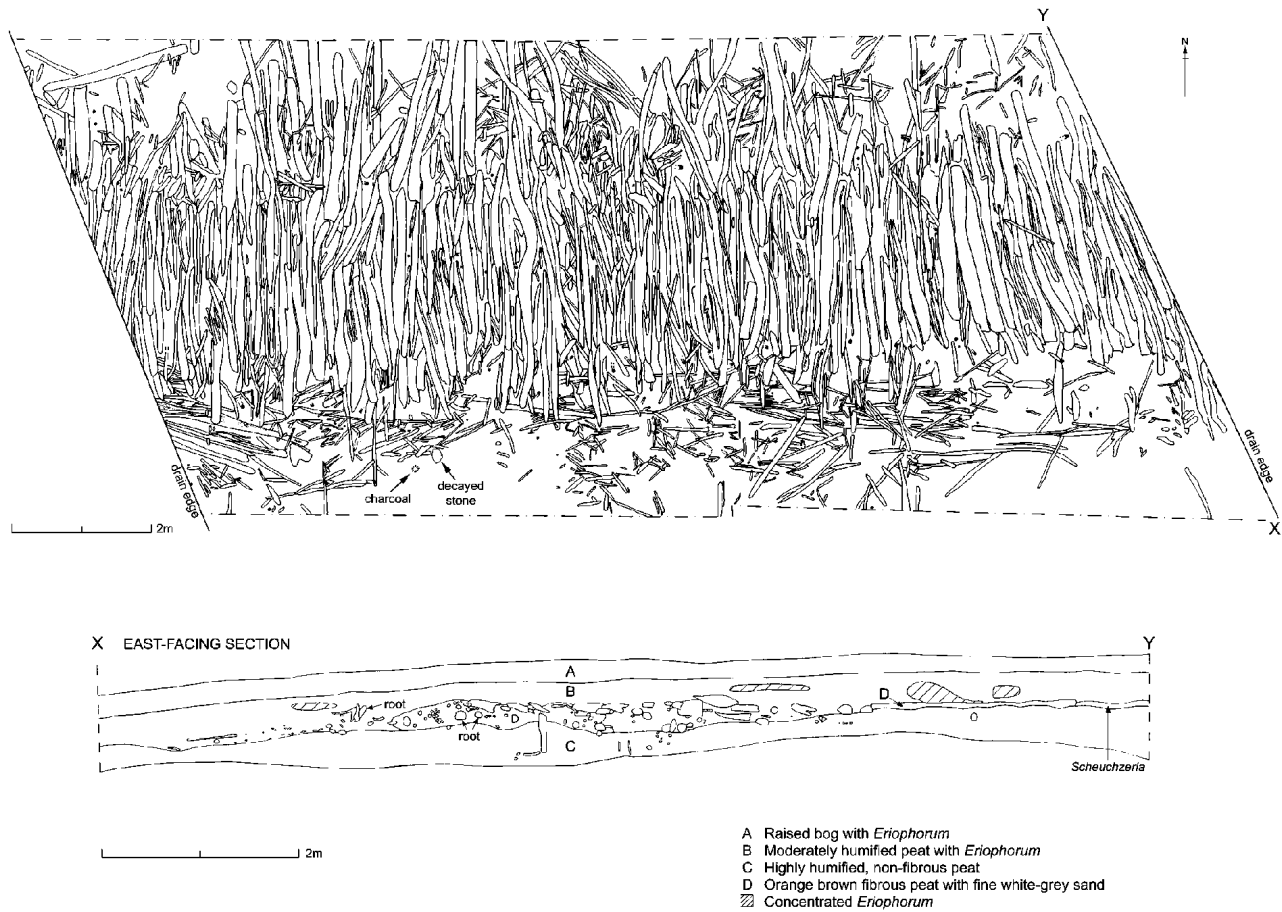 Y
N
drain edge
charcoal
decayed
stone
drain edge
2m
X
X EAST-FACING SECTION Y
A
B
D
root
D
root
C
Scheuchzeria
2m
A Raised bog with Eriophorum
B Moderately humified peat with Eriophorum
C Highly humified, non-fibrous peat
D Orange brown fibrous peat with fine white-grey sand
Concentrated Eriophorum